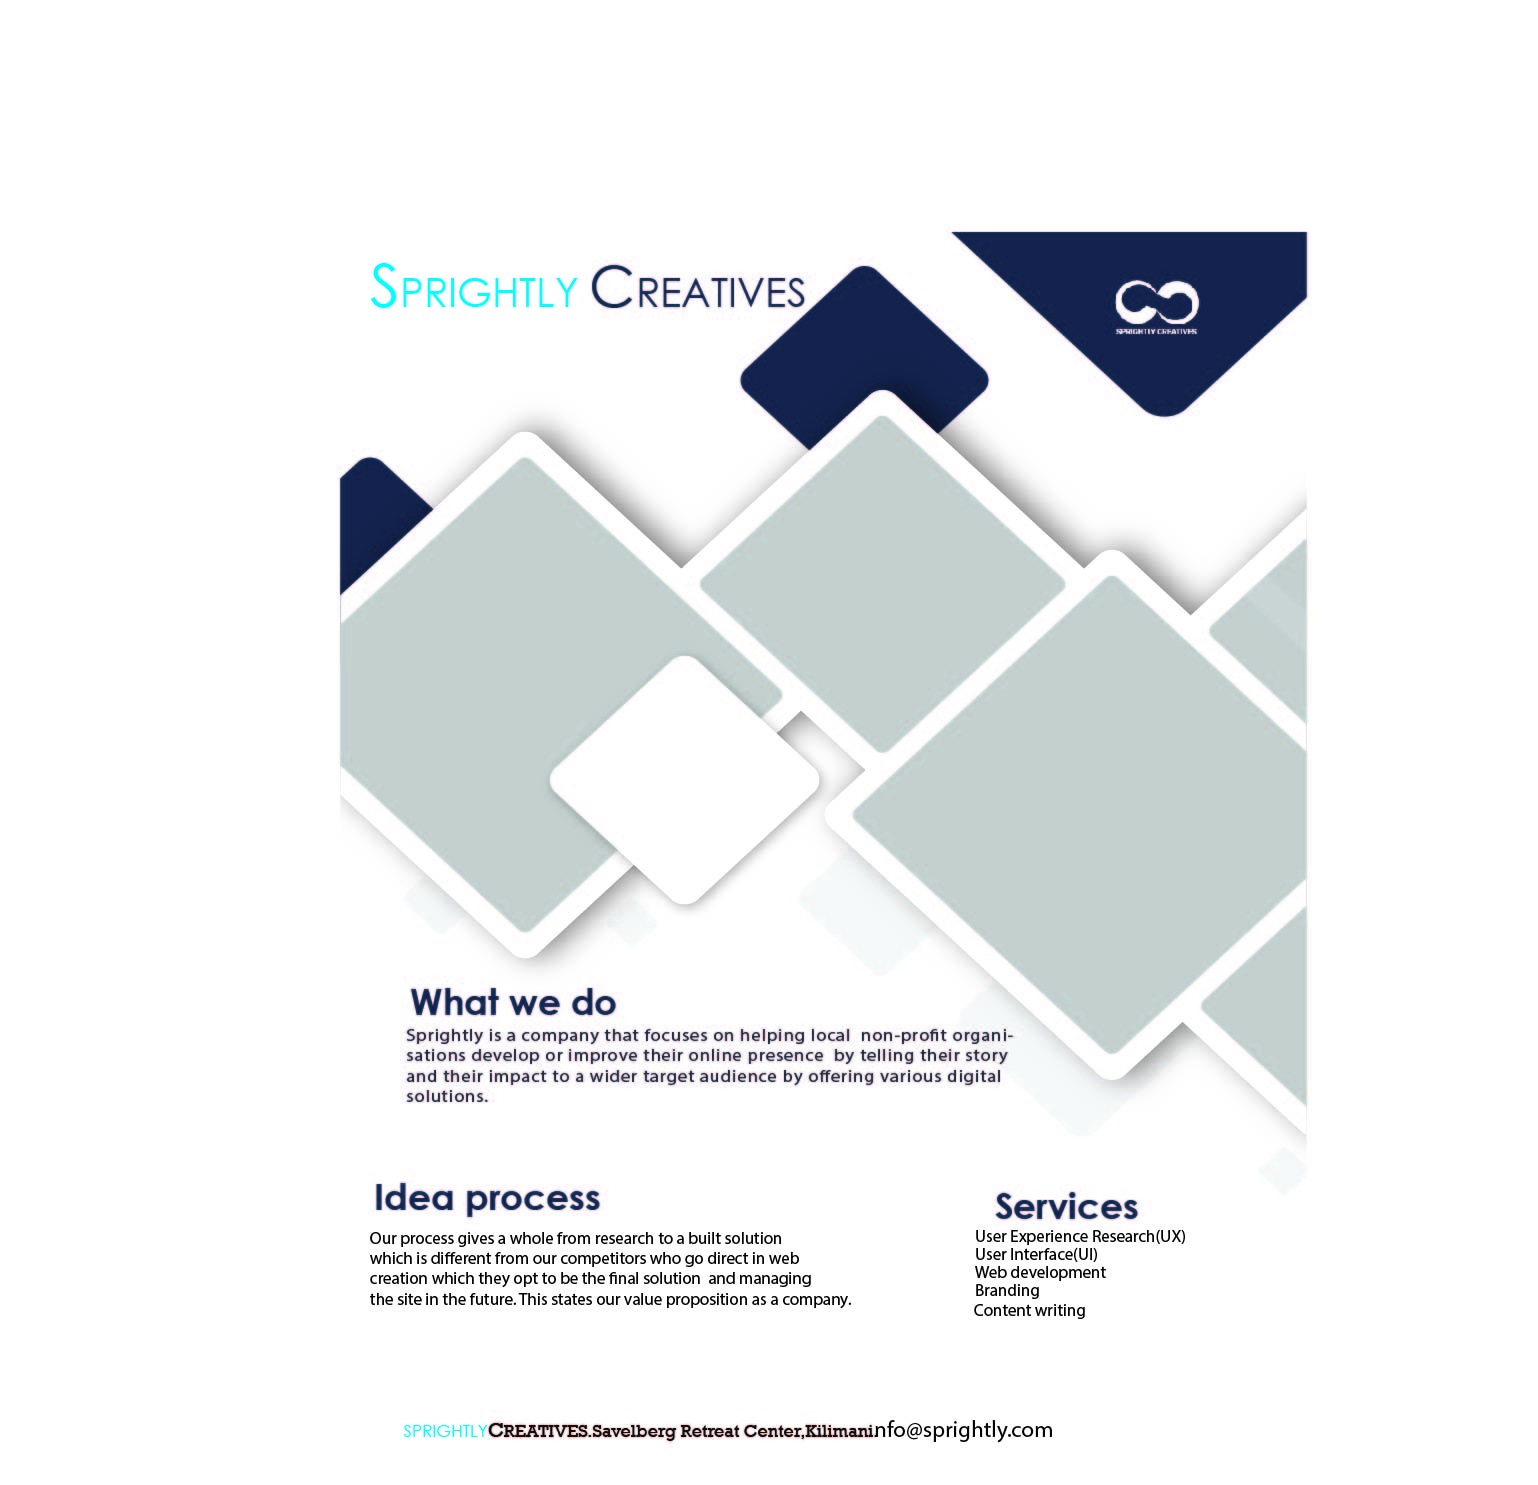 SPRIGHTLY CREATIVES
SPRIGHTLY CREATIVES
What we do
Sprightly is a company that focuses on helping local  non-profit organi-
sations develop or improve their online presence  by telling their story
and their impact to a wider target audience by offering various digital
solutions.
Idea process
Our process gives a whole from research to a built solution
which is different from our competitors who go direct in web
creation which they opt to be the final solution  and managing
the site in the future. This states our value proposition as a company.
Services
User Experience Research(UX)
User Interface(UI)
Web development
Branding
Content writing
SPRIGHTLYCREATIVES.Savelberg Retreat Center,Kilimani.nfo@sprightly.com